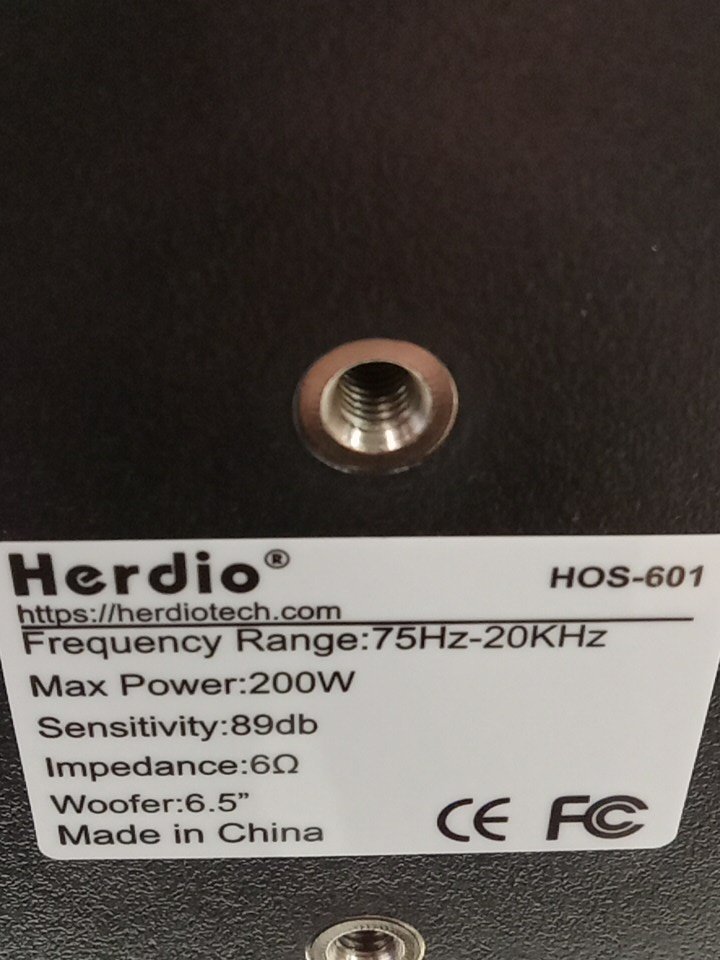 Herdio®
HOS-601
https://herdiotech.com
Frequency Range:75Hz-20KHz
Max Power:200W
Sensitivity:89db
Impedance:6Ω
Woofer:6.5”
Made in China
CE FC